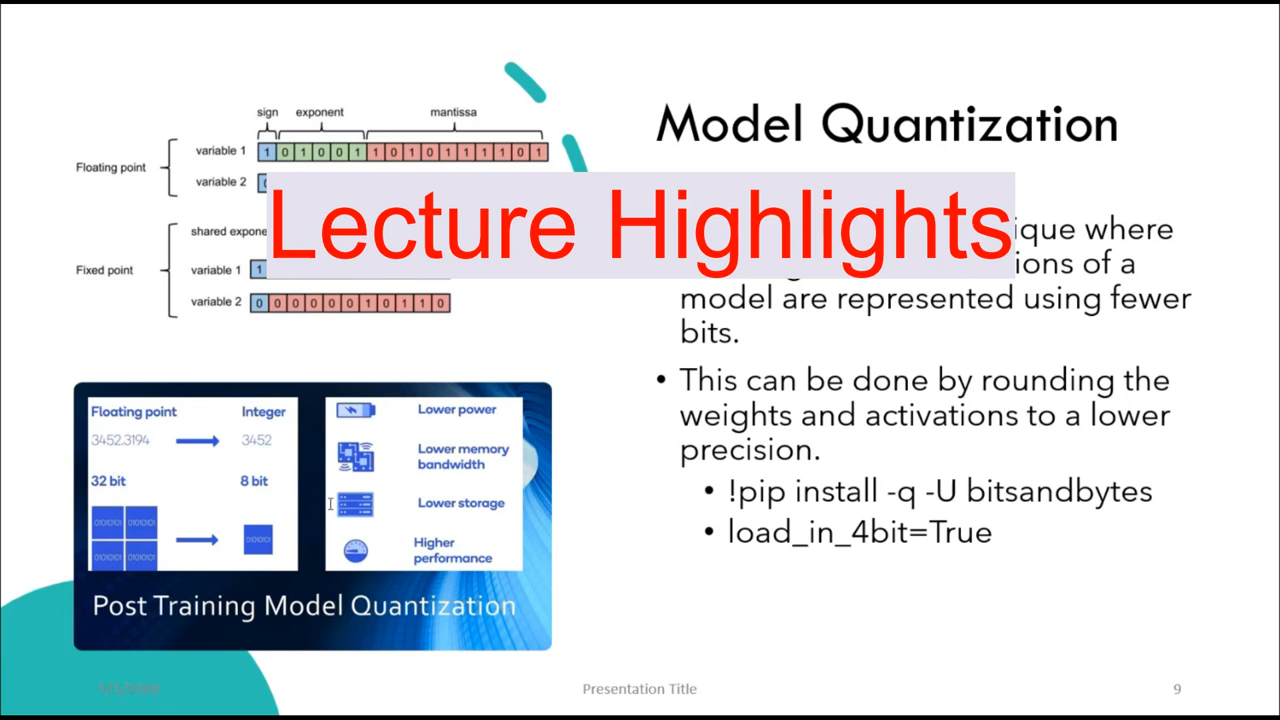 sign exponent mantissa
Floating point
variable 1 1 0 1 0 0 1 1 0 1 0 1 1 1 1 0 1
variable 2
Lecture Highlights
Fixed point
shared expone
variable 1 1
variable 2 0 0 0 0 0 0 1 0 1 1 0
Model Quantization
ique where
ions of a
model are represented using fewer
bits.
• This can be done by rounding the
weights and activations to a lower
precision.
• !pip install -q -U bitsandbytes
• load_in_4bit=True
Floating point Integer
3452.3194 3452
32 bit 8 bit
01010101 01010101 01010101
01010101 01010101
Lower power
Lower memory
bandwidth
Lower storage
Higher
performance
Post Training Model Quantization
Presentation Title
9